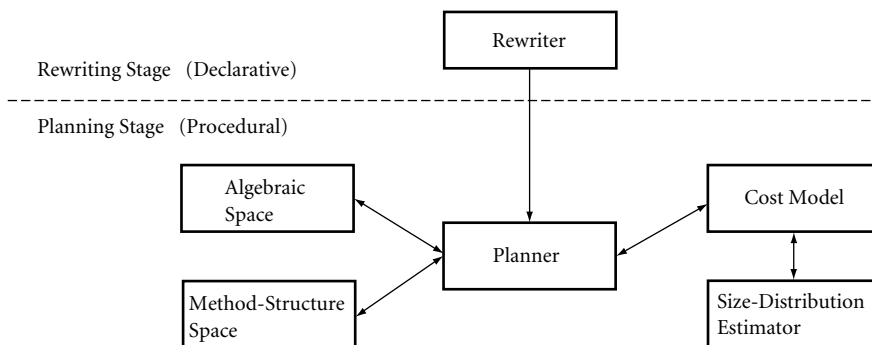 Rewriter
Rewriting Stage (Declarative)
Planning Stage (Procedural)
Algebraic
Space
Cost Model
Planner
Method-Structure
Space
Size-Distribution
Estimator